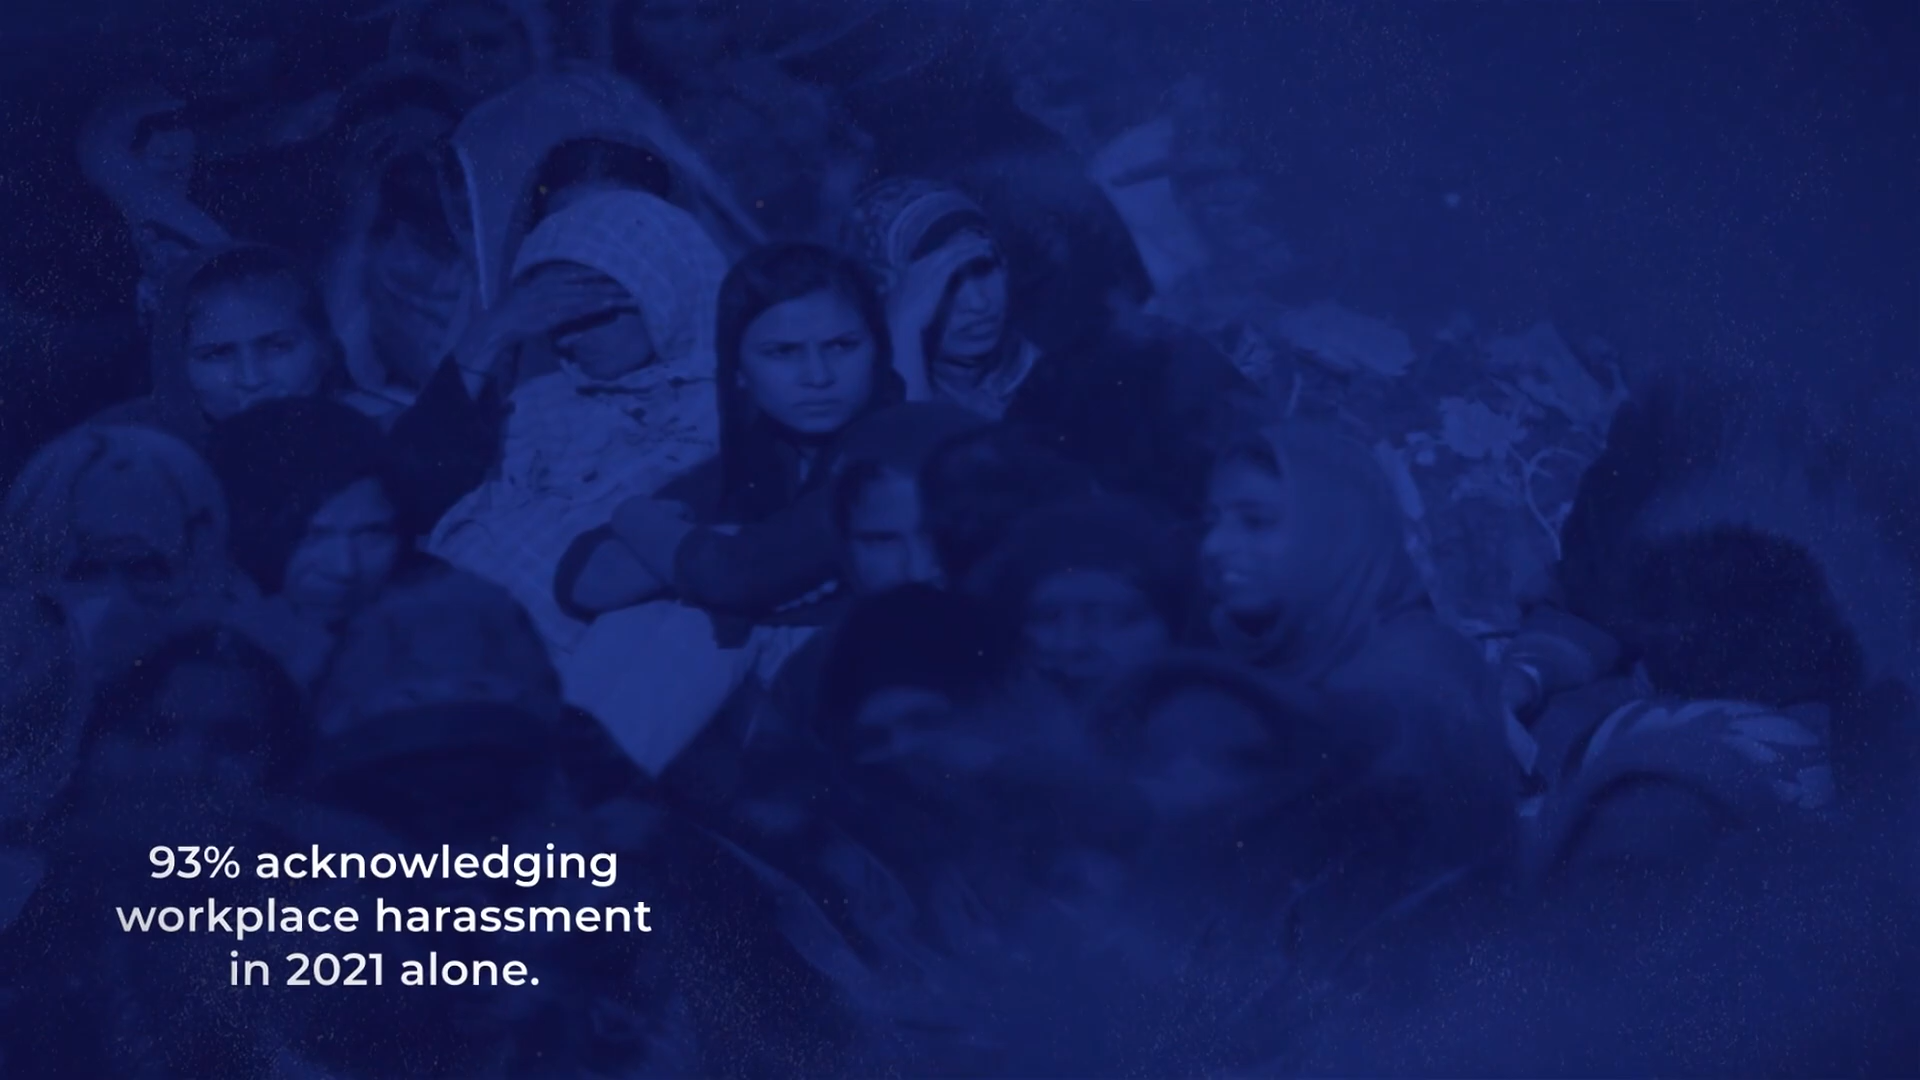 93% acknowledging
workplace harassment
in 2021 alone.